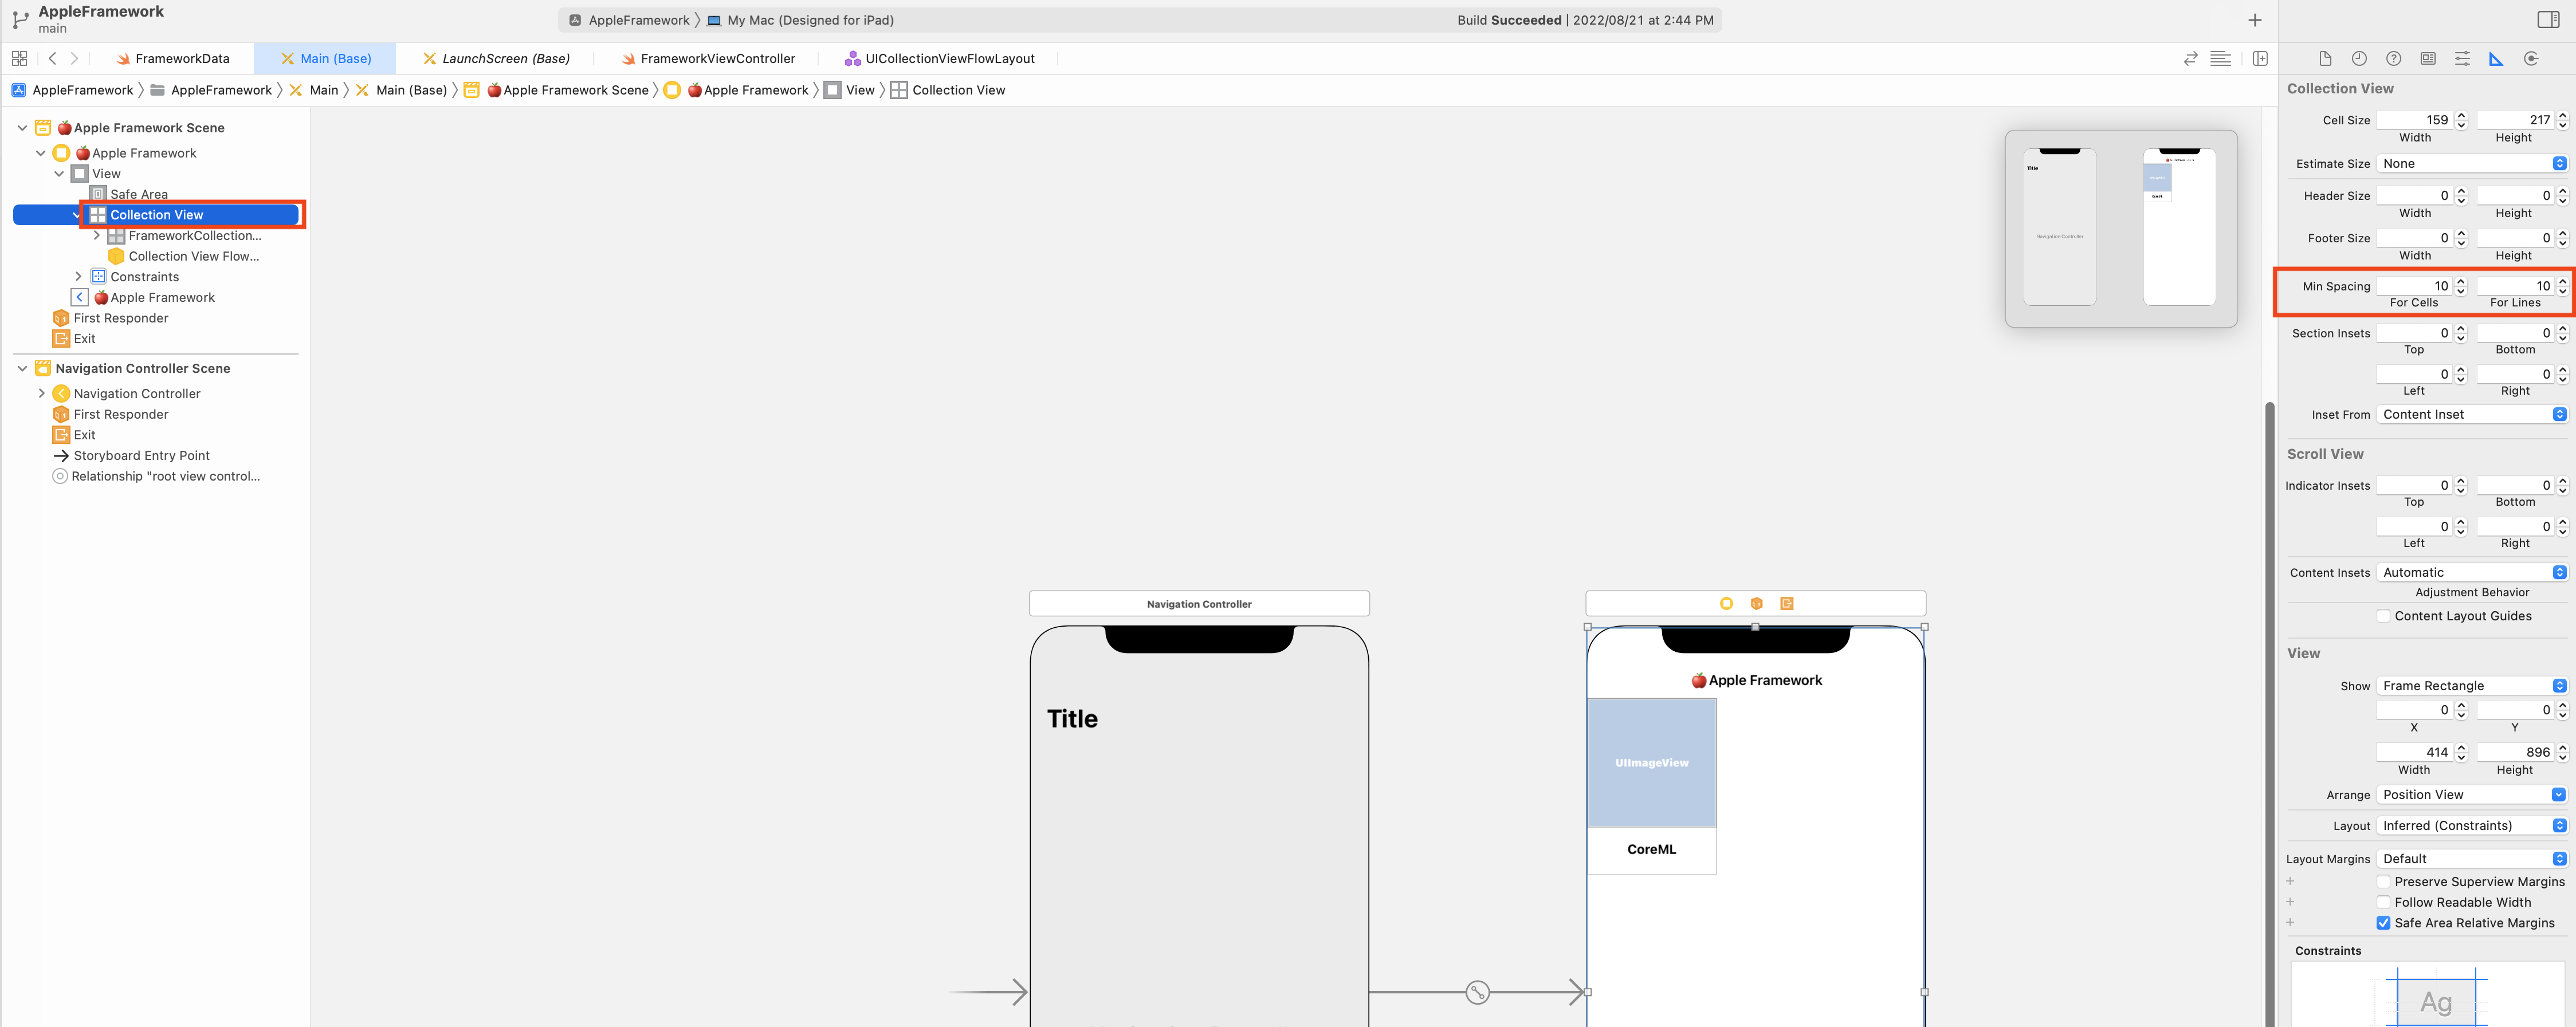 AppleFramework
main
AppleFramework 〉 My Mac (Designed for iPad)
Build Succeeded | 2022/08/21 at 2:44 PM
FrameworkData
Main (Base)
LaunchScreen (Base)
FrameworkViewController
UICollectionViewFlowLayout
AppleFramework 〉 AppleFramework 〉 Main 〉 Main (Base) 〉 🍎Apple Framework Scene 〉 🍎Apple Framework 〉 View 〉 Collection View
🍎Apple Framework Scene
🍎Apple Framework
View
Safe Area
Collection View
FrameworkCollection...
Collection View Flow...
Constraints
🍎Apple Framework
First Responder
Exit
Navigation Controller Scene
Navigation Controller
First Responder
Exit
Storyboard Entry Point
Relationship "root view control...
Title
Navigation Controller
Navigation Controller
Title
🍎Apple Framework
UIImageView
CoreML
Collection View
Cell Size 159 217
Width Height
Estimate Size None
Header Size 0 0
Width Height
Footer Size 0 0
Width Height
Min Spacing 10 10
For Cells For Lines
Section Insets 0 0
Top Bottom
0 0
Left Right
Inset From Content Inset
Scroll View
Indicator Insets 0 0
Top Bottom
0 0
Left Right
Content Insets Automatic
Adjustment Behavior
Content Layout Guides
View
Show Frame Rectangle
0 0
X Y
414 896
Width Height
Arrange Position View
Layout Inferred (Constraints)
Layout Margins Default
Preserve Superview Margins
Follow Readable Width
Safe Area Relative Margins
Constraints
Ag